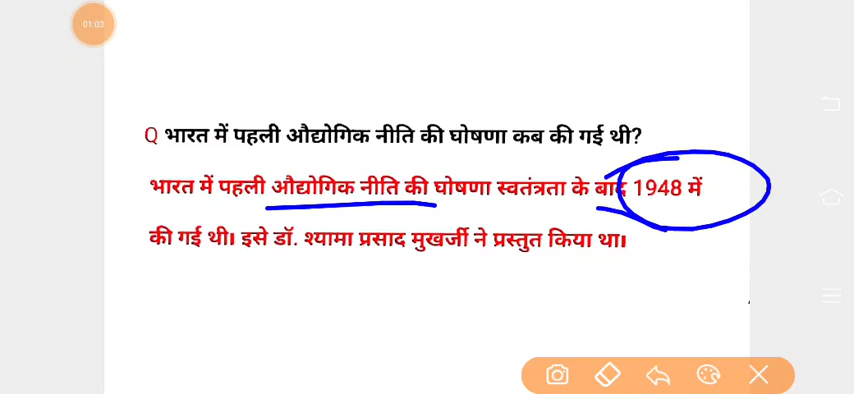 01:03
Q भारत में पहली औद्योगिक नीति की घोषणा कब की गई थी?
भारत में पहली औद्योगिक नीति की घोषणा स्वतंत्रता के बाद 1948 में
की गई थी। इसे डॉ. श्यामा प्रसाद मुखर्जी ने प्रस्तुत किया था।